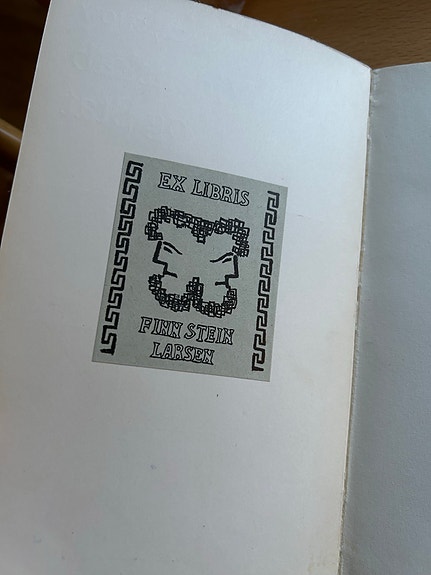 EX LIBRIS
FINN STEIN
LARSEN